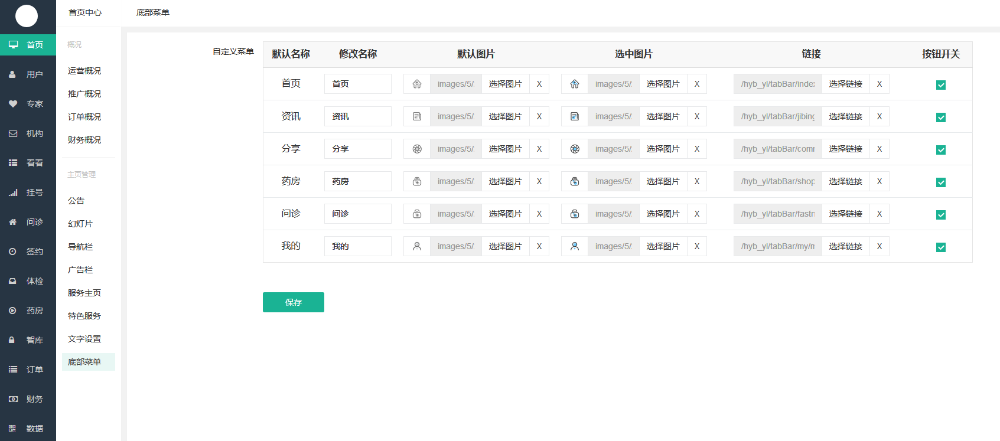 首页中心
底部菜单
首页
用户
专家
机构
看看
挂号
问诊
签约
体检
药房
智库
订单
财务
数据
概况
运营概况
推广概况
订单概况
财务概况
主页管理
公告
幻灯片
导航栏
广告栏
服务主页
特色服务
文字设置
底部菜单
自定义菜单
默认名称 修改名称 默认图片 选中图片 链接 按钮开关
首页 首页 images/5/ 选择图片 X images/5/ 选择图片 X /hyb_yl/tabBar/index 选择链接 X
资讯 资讯 images/5/ 选择图片 X images/5/ 选择图片 X /hyb_yl/tabBar/jibing 选择链接 X
分享 分享 images/5/ 选择图片 X images/5/ 选择图片 X /hyb_yl/tabBar/com 选择链接 X
药房 药房 images/5/ 选择图片 X images/5/ 选择图片 X /hyb_yl/tabBar/shop 选择链接 X
问诊 问诊 images/5/ 选择图片 X images/5/ 选择图片 X /hyb_yl/tabBar/fast 选择链接 X
我的 我的 images/5/ 选择图片 X images/5/ 选择图片 X /hyb_yl/tabBar/my/ 选择链接 X
保存